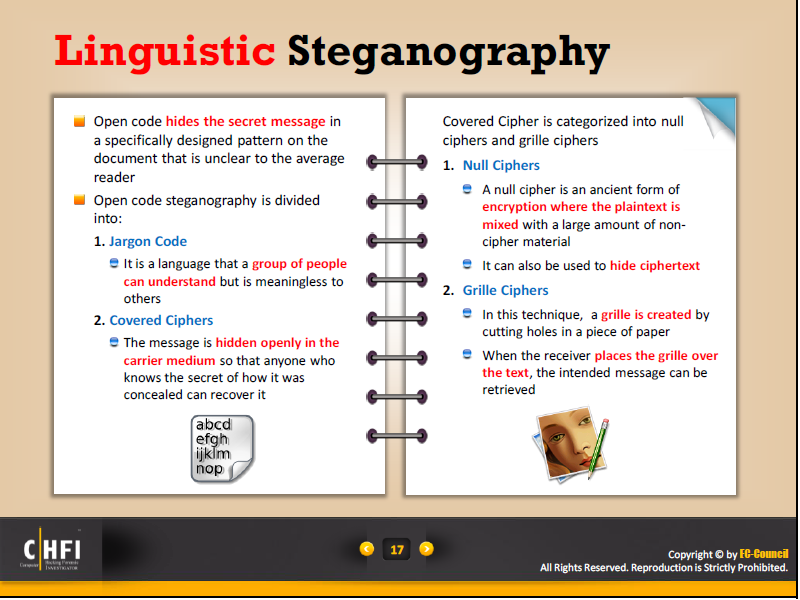 Linguistic Steganography
Open code hides the secret message in
a specifically designed pattern on the
document that is unclear to the average
reader
Open code steganography is divided
into:
1. Jargon Code
It is a language that a group of people
can understand but is meaningless to
others
2. Covered Ciphers
The message is hidden openly in the
carrier medium so that anyone who
knows the secret of how it was
concealed can recover it
abcd
efgh
ijklm
nop
Covered Cipher is categorized into null
ciphers and grille ciphers
1. Null Ciphers
A null cipher is an ancient form of
encryption where the plaintext is
mixed with a large amount of non-
cipher material
It can also be used to hide ciphertext
2. Grille Ciphers
In this technique, a grille is created by
cutting holes in a piece of paper
When the receiver places the grille over
the text, the intended message can be
retrieved
CHFI
Computer Hacking Forensic
INVESTIGATOR
17
Copyright © by EC-Council
All Rights Reserved. Reproduction is Strictly Prohibited.